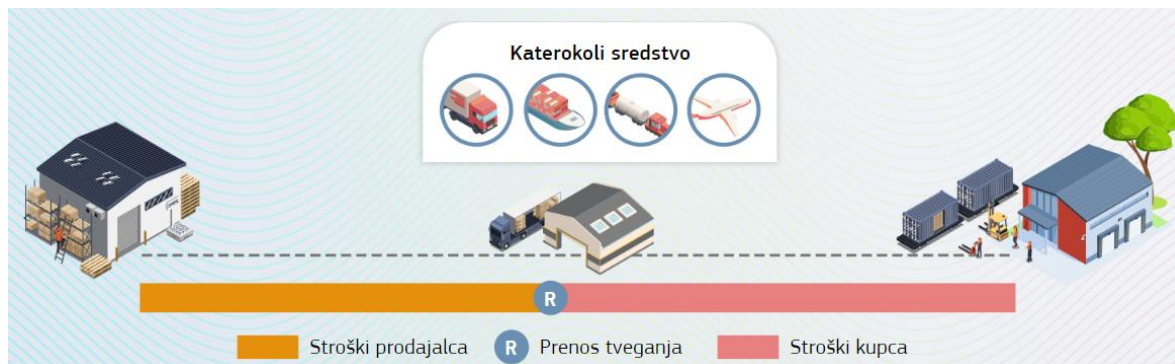 Katerokoli sredstvo
R
Stroški prodajalca R Prenos tveganja Stroški kupca